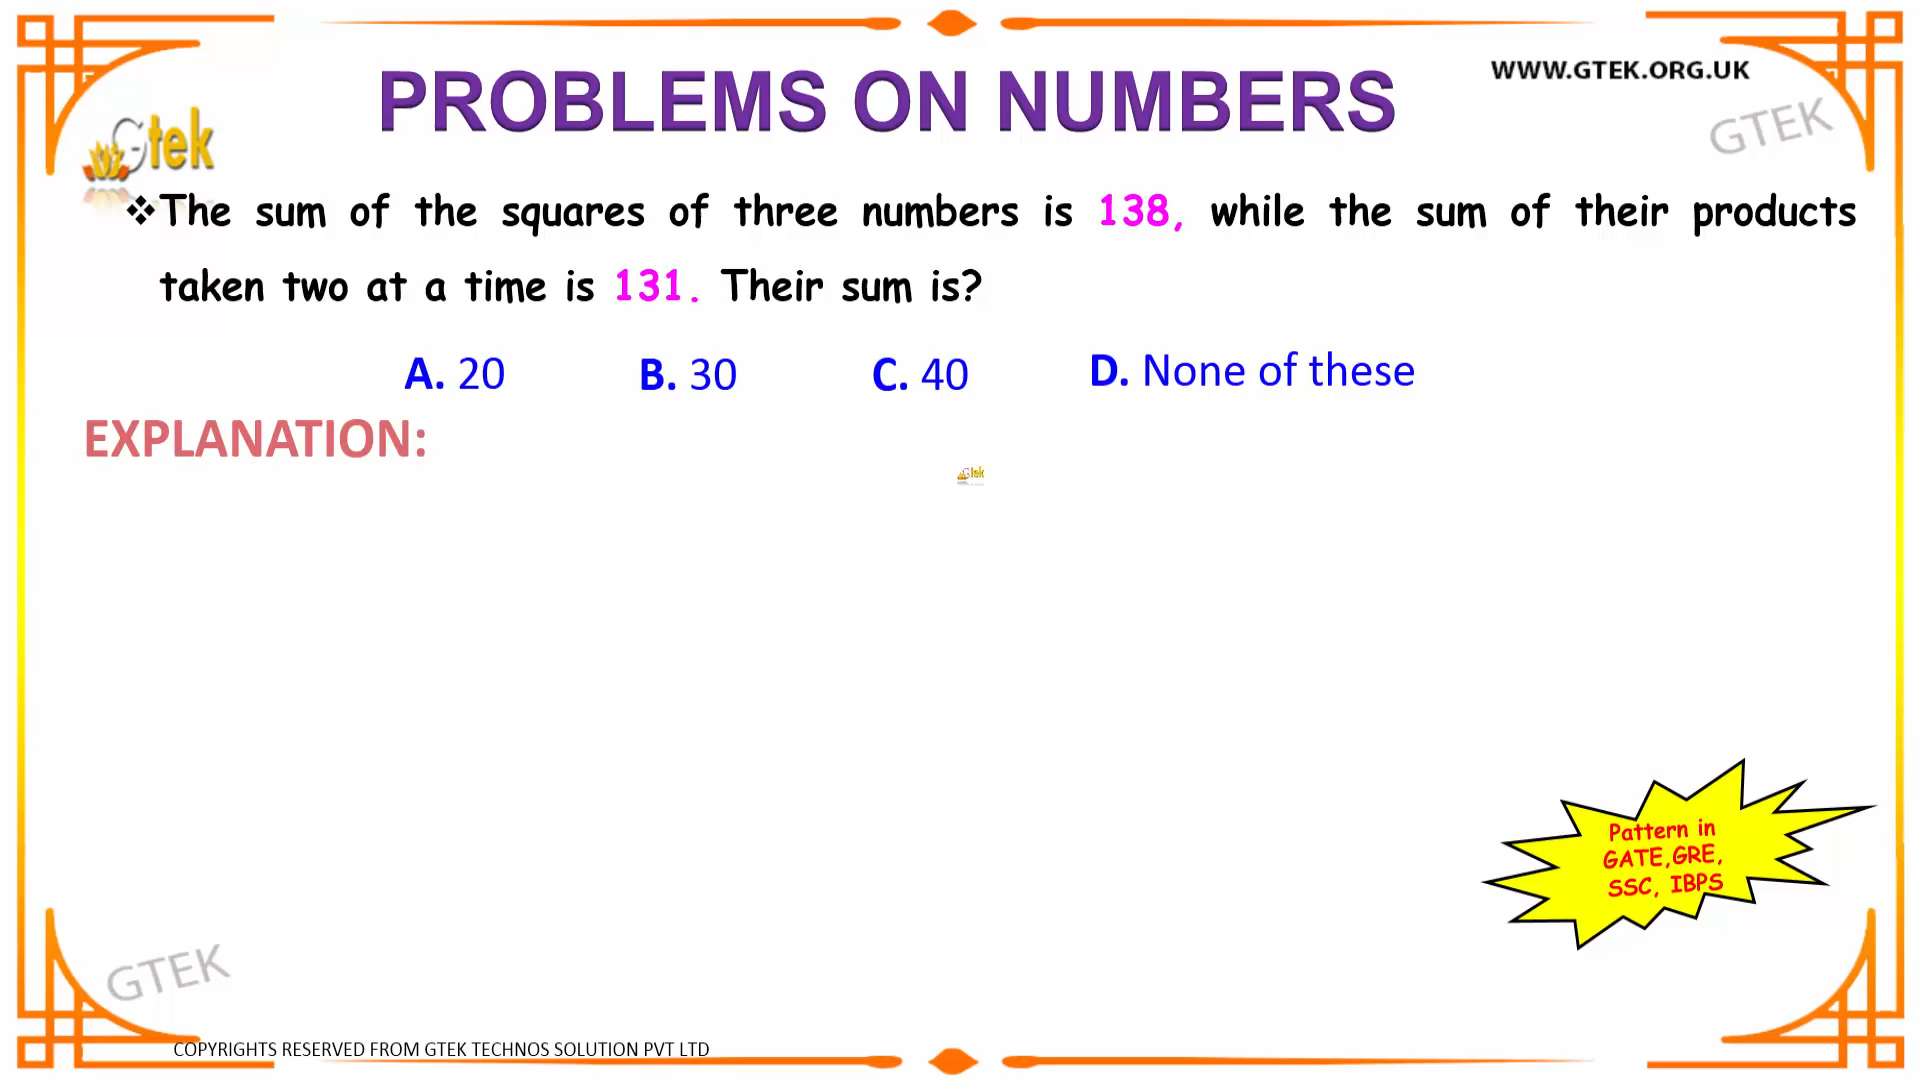 PROBLEMS ON NUMBERS
WWW.GTEK.ORG.UK
GTEK
Gtek
❖The sum of the squares of three numbers is 138, while the sum of their products
taken two at a time is 131. Their sum is?
A. 20 B. 30 C. 40 D. None of these
EXPLANATION:
Gtek
Pattern in
GATE,GRE,
SSC, IBPS
GTEK
COPYRIGHTS RESERVED FROM GTEK TECHNOS SOLUTION PVT LTD